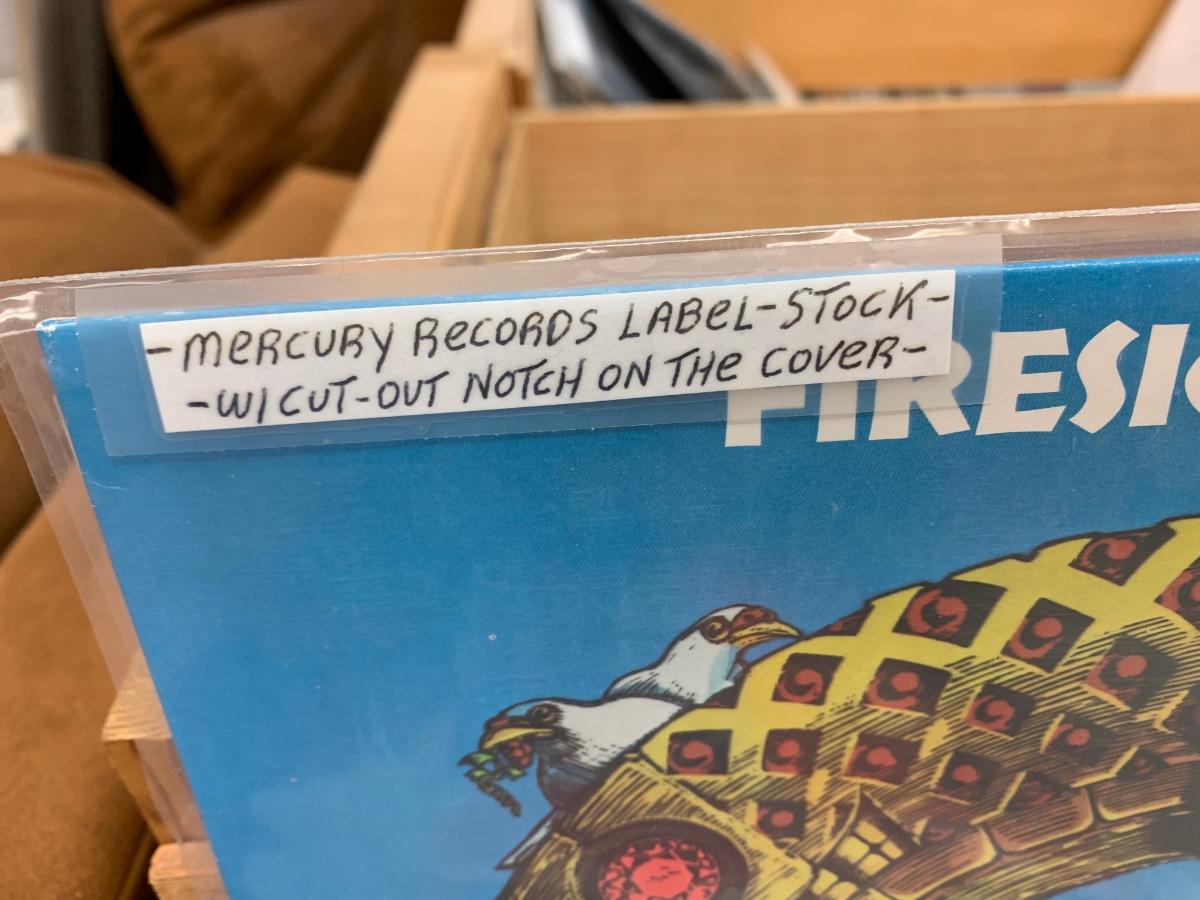 -MERCURY RECORDS LABEL-STOCK-
-W/CUT-OUT NOTCH ON THE COVER-
FIRESI